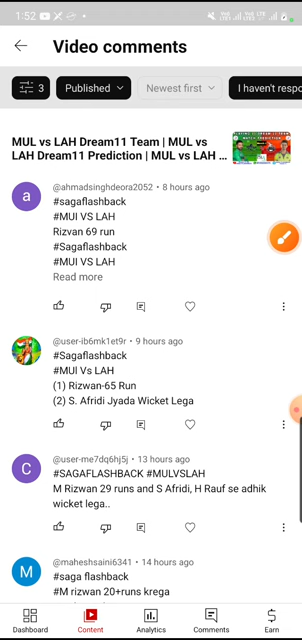 1:52
Video comments
3
Published
Newest first
I haven't respo
MUL vs LAH Dream11 Team | MUL vs
LAH Dream11 Prediction | MUL vs LAH ...
a
@ahmadsinghdeora2052 • 8 hours ago
#sagaflashback
#MUI VS LAH
Rizvan 69 run
#Sagaflashback
#MUI VS LAH
Read more
@user-ib6mk1et9r • 9 hours ago
#Sagaflashback
#MUl Vs LAH
(1) Rizwan-65 Run
(2) S. Afridi Jyada Wicket Lega
C
@user-me7dq6hj5j • 13 hours ago
#SAGAFLASHBACK #MULVSLAH
M Rizwan 29 runs and S Afridi, H Rauf se adhik
wicket lega..
M
@maheshsaini6341 • 14 hours ago
#saga flashback
#M rizwan 20+runs krega
Dashboard
Content
Analytics
Comments
Earn